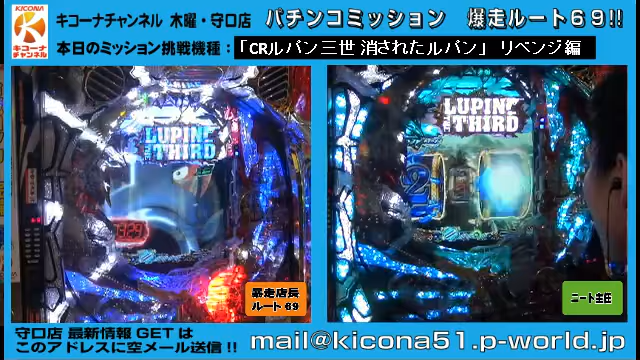 KICONA
キコーナ
チャンネル
キコーナチャンネル 木曜・守口店 パチンコミッション 爆走ルート69!!
本日のミッション挑戦機種:「CRルパン三世 消されたルパン」 リベンジ編
LUPIN
THE
THIRD
LUPIN
THE
THIRD
2
暴走店長
ルート69
ニート主任
守口店 最新情報GETは
このアドレスに空メール送信!!
mail@kicona51.p-world.jp